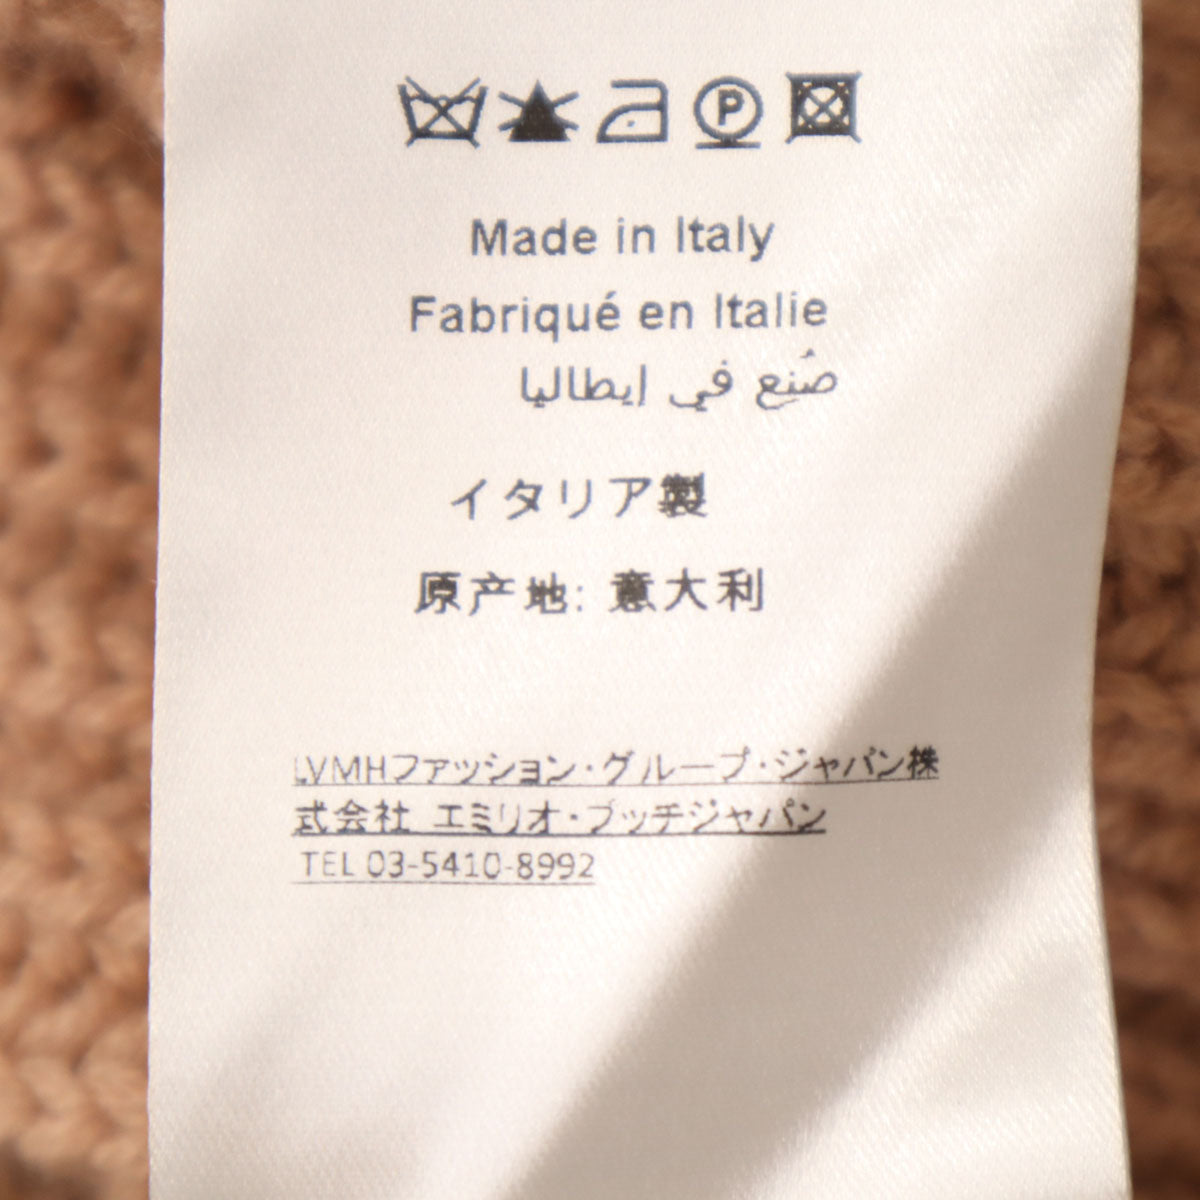 Made in Italy
Fabriqué en Italie
صُنع في إيطاليا
イタリア製
原产地: 意大利
LVMHファッション・グループ・ジャパン株
式会社 エミリオ・プッチジャパン
TEL 03-5410-8992